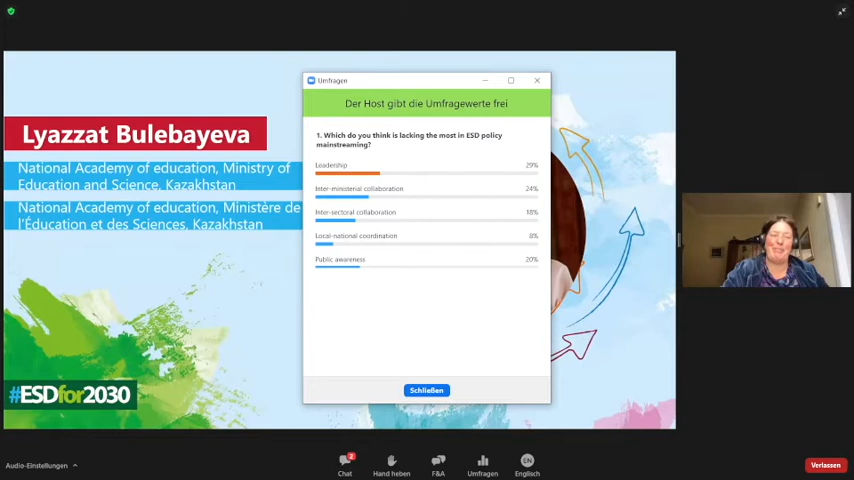 Lyazzat Bulebayeva
National Academy of education, Ministry of
Education and Science, Kazakhstan
National Academy of education, Ministère de
l'Éducation et des Sciences, Kazakhstan
#ESDfor2030
Umfragen
Der Host gibt die Umfragewerte frei
1. Which do you think is lacking the most in ESD policy
mainstreaming?
Leadership 29%
Inter-ministerial collaboration 24%
Inter-sectoral collaboration 18%
Local-national coordination 8%
Public awareness 20%
Schließen
Audio-Einstellungen
2
Chat
Hand heben
F&A
Umfragen
EN
Englisch
Verlassen